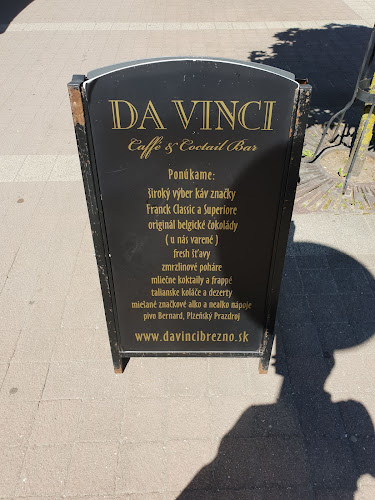 DA VINCI
Caffé & Coctail Bar
Ponúkame:
široký výber káv značky
Franck Classic a Superiore
originál belgické čokolády
( u nás varené )
fresh šťavy
zmrzlinové poháre
mliečne koktaily a frappé
talianske koláče a dezerty
miešané značkové alko a nealko nápoje
pivo Bernard, Plzeňský Prazdroj
www.davincibrezno.sk